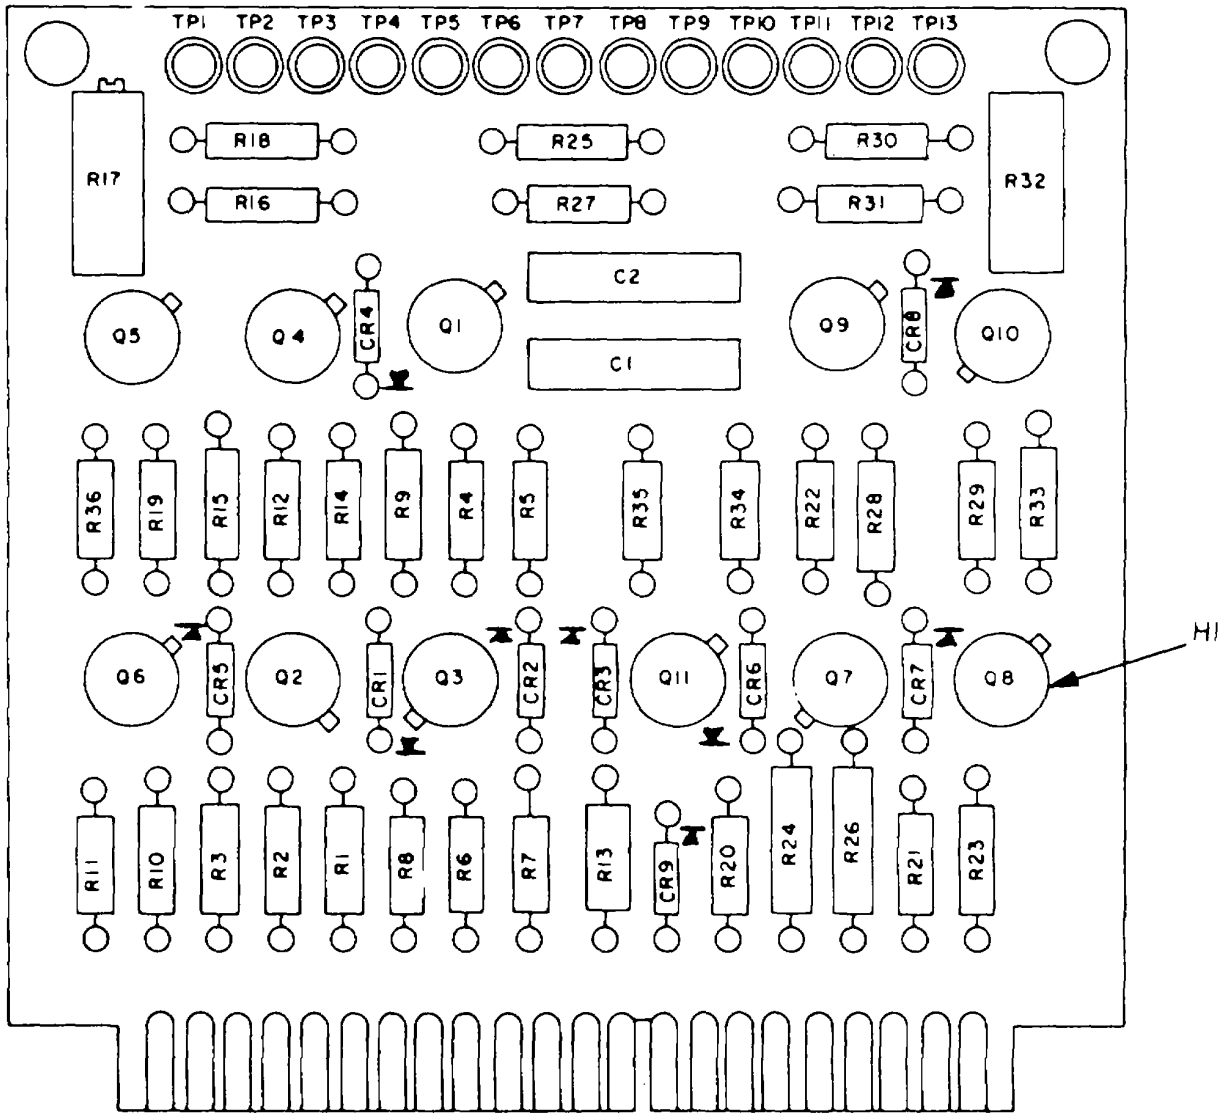 TP1 TP2 TP3 TP4 TP5 TP6 TP7 TP8 TP9 TP10 TP11 TP12 TP13
R18 R25 R30
R17 R32
R16 R27 R31
C2
Q5 Q4 CR4 Q1 Q9 CR8 Q10
C1
R36 R19 R15 R12 R14 R9 R4 R5 R35 R34 R22 R28 R29 R33
H1
Q6 CR5 Q2 CR1 Q3 CR2 CR3 Q11 CR6 Q7 CR7 Q8
R11 R10 R3 R2 R1 R8 R6 R7 R13 CR9 R20 R24 R26 R21 R23